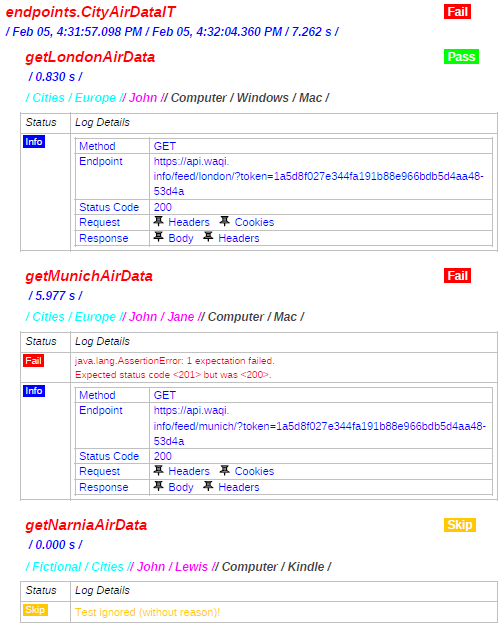 endpoints.CityAirDataIT Fail
/ Feb 05, 4:31:57.098 PM / Feb 05, 4:32:04.360 PM / 7.262 s /
getLondonAirData Pass
/ 0.830 s /
/ Cities / Europe // John // Computer / Windows / Mac /
Status Log Details
Info
Method GET
Endpoint https://api.waqi.
info/feed/london/?token=1a5d8f027e344fa191b88e966bdb5d4aa48-
53d4a
Status Code 200
Request Headers Cookies
Response Body Headers
getMunichAirData Fail
/ 5.977 s /
/ Cities / Europe // John / Jane // Computer / Mac /
Status Log Details
Fail java.lang.AssertionError: 1 expectation failed.
Expected status code <201> but was <200>.
Info
Method GET
Endpoint https://api.waqi.
info/feed/munich/?token=1a5d8f027e344fa191b88e966bdb5d4aa48-
53d4a
Status Code 200
Request Headers Cookies
Response Body Headers
getNarniaAirData Skip
/ 0.000 s /
/ Fictional / Cities // John / Lewis // Computer / Kindle /
Status Log Details
Skip Test ignored (without reason)!